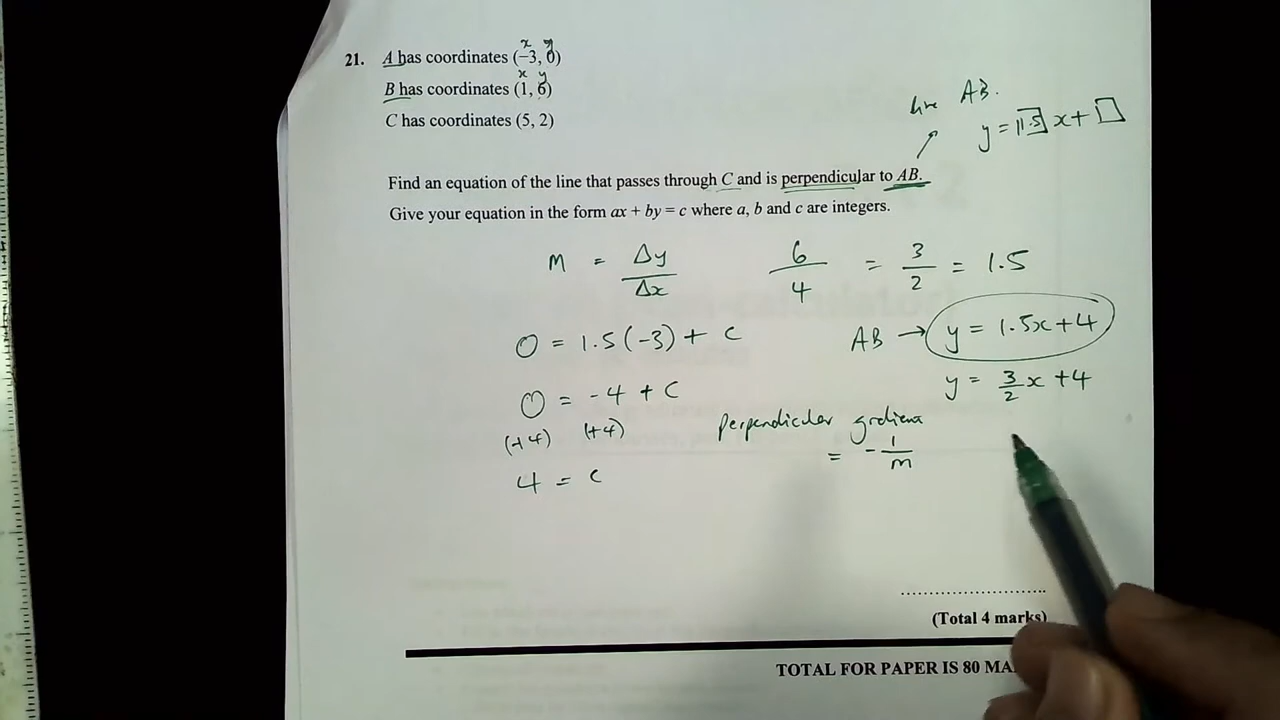 x y
21. A has coordinates (−3, 0)
x y
B has coordinates (1, 6)
C has coordinates (5, 2)
line AB.
y = 1.5 x + □
Find an equation of the line that passes through C and is perpendicular to AB.
Give your equation in the form ax + by = c where a, b and c are integers.
M = Δy/Δx 6/4 = 3/2 = 1.5
0 = 1.5(-3) + c
AB → y = 1.5x + 4
0 = -4 + c
y = 3/2 x + 4
(+4) (+4)
perpendicular
= -1/m
4 = c
(Total 4 marks)
TOTAL FOR PAPER IS 80 MA